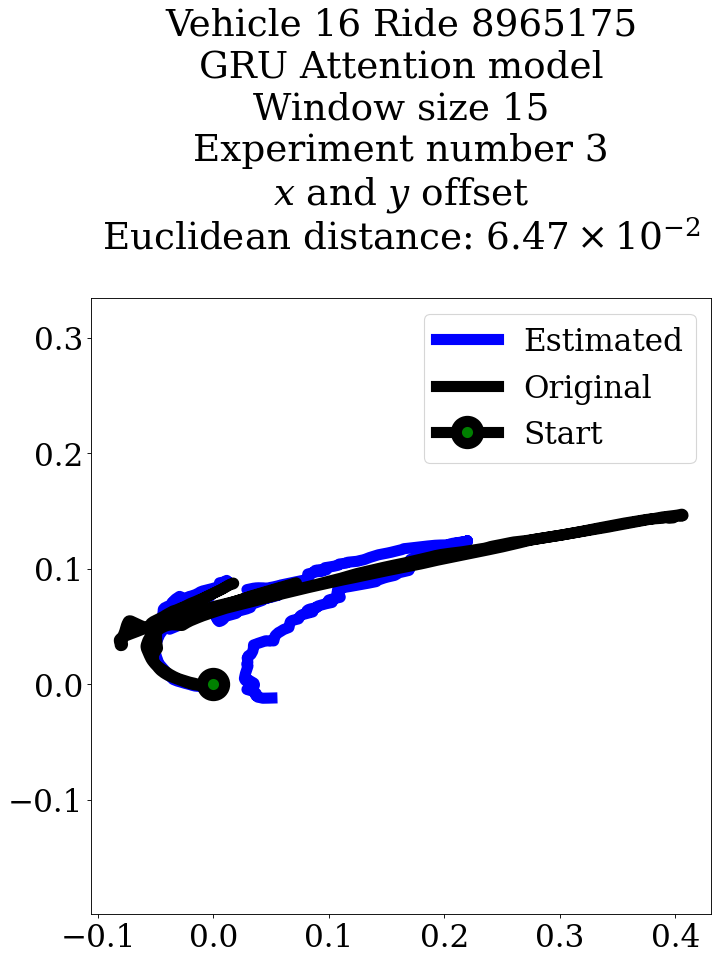 Vehicle 16 Ride 8965175
GRU Attention model
Window size 15
Experiment number 3
x and y offset
Euclidean distance: 6.47 × 10⁻²
Estimated
Original
Start
0.3
0.2
0.1
0.0
−0.1
−0.1 0.0 0.1 0.2 0.3 0.4